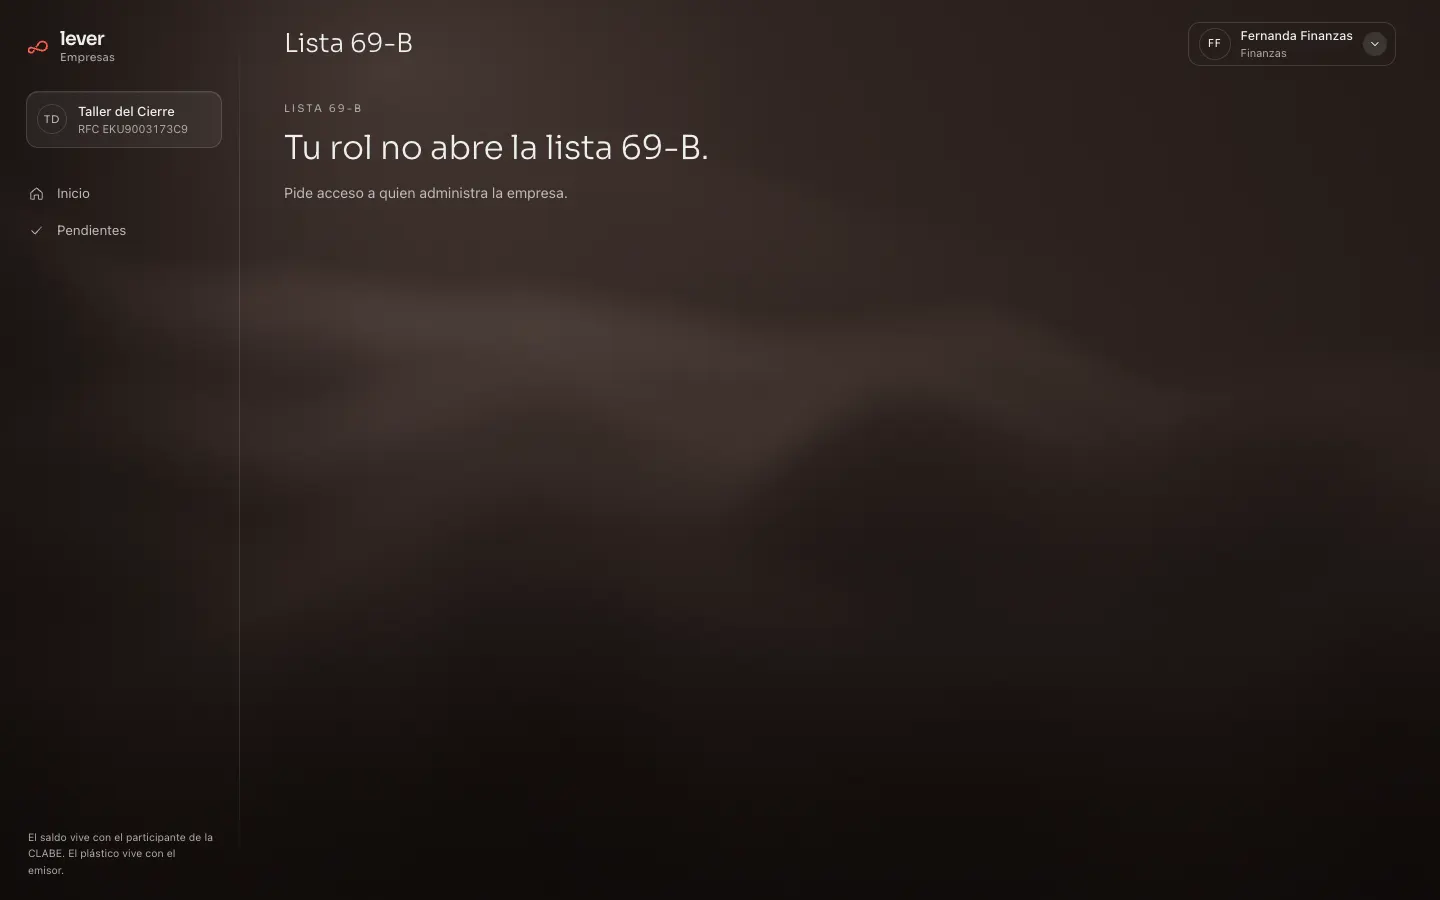 lever
Empresas
TD
Taller del Cierre
RFC EKU9003173C9
Inicio
Pendientes
El saldo vive con el participante de la
CLABE. El plástico vive con el
emisor.
Lista 69-B
FF
Fernanda Finanzas
Finanzas
LISTA 69-B
Tu rol no abre la lista 69-B.
Pide acceso a quien administra la empresa.